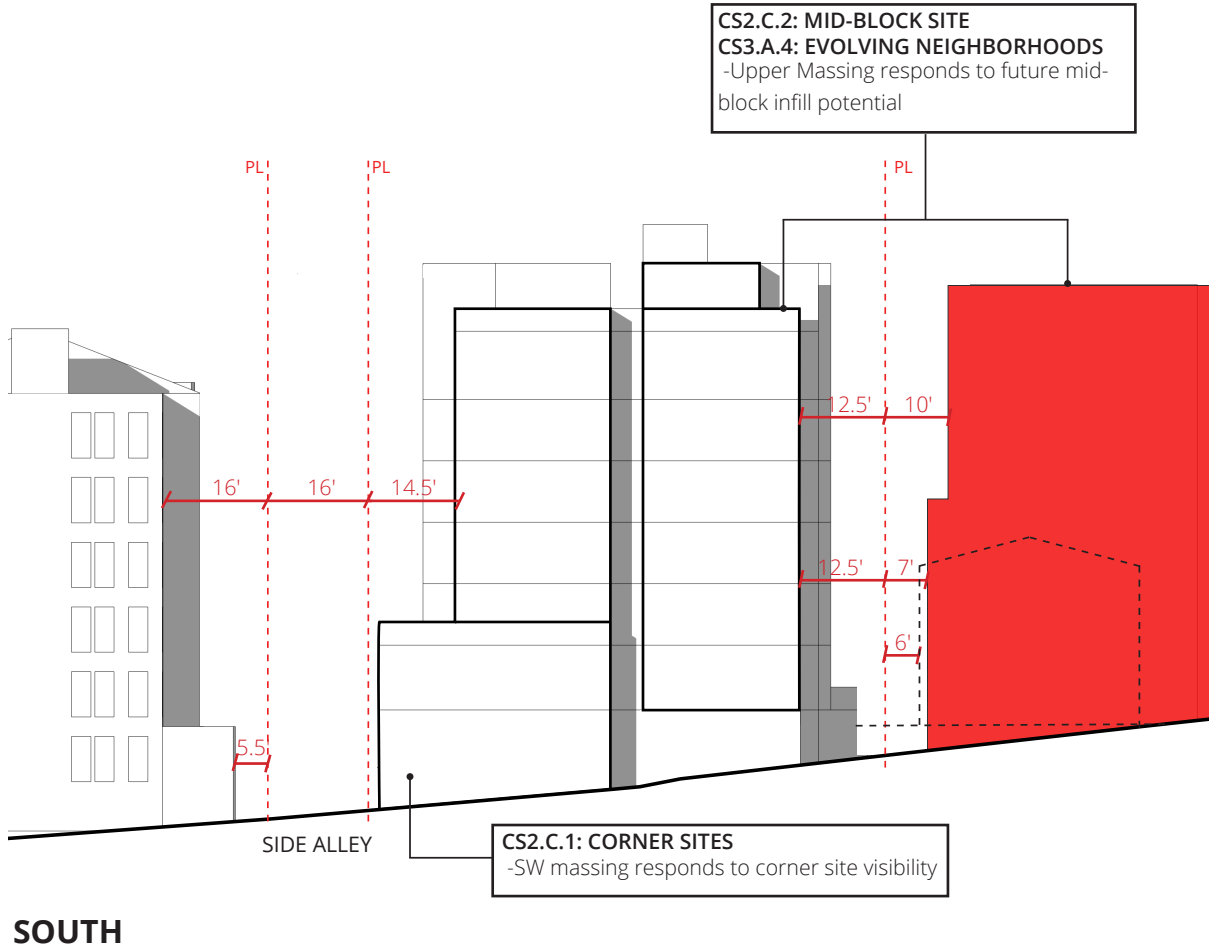 CS2.C.2: MID-BLOCK SITE
CS3.A.4: EVOLVING NEIGHBORHOODS
-Upper Massing responds to future mid-
block infill potential
PL
PL
PL
12.5'
10'
16'
16'
14.5'
12.5'
7'
6'
5.5'
SIDE ALLEY
CS2.C.1: CORNER SITES
-SW massing responds to corner site visibility
SOUTH